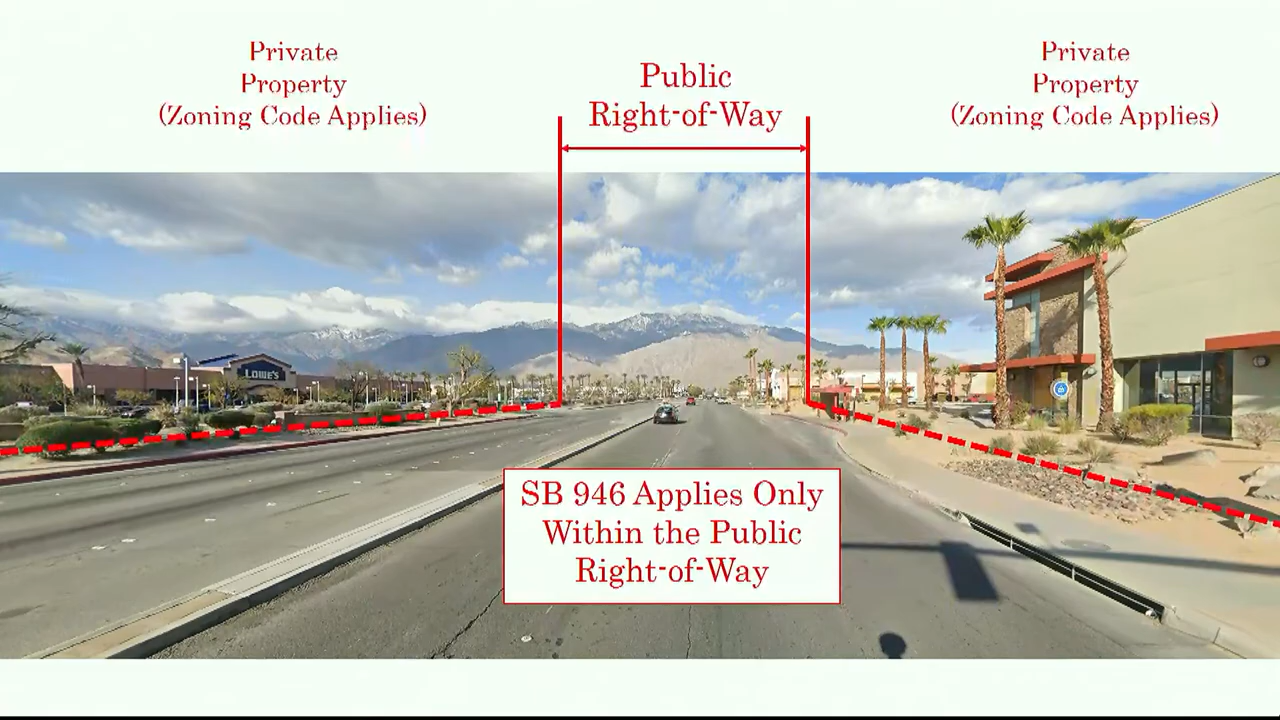 Private
Property
(Zoning Code Applies)
Public
Right-of-Way
Private
Property
(Zoning Code Applies)
LOWE'S
SB 946 Applies Only
Within the Public
Right-of-Way